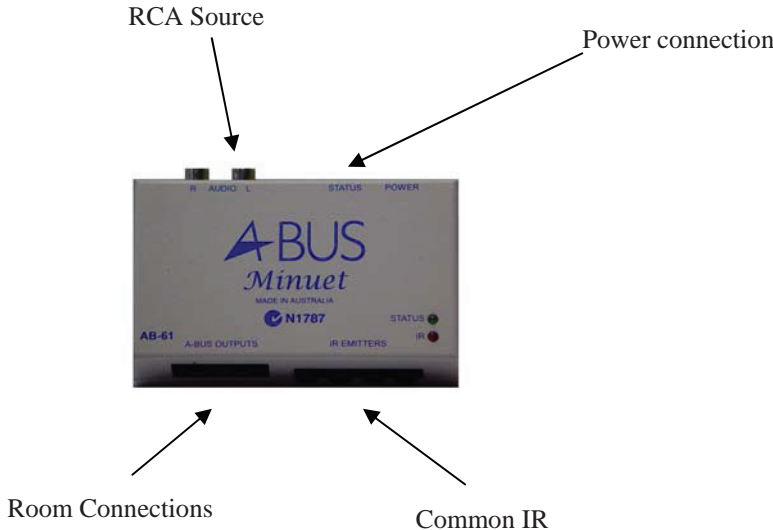 RCA Source
Power connection
R AUDIO L STATUS POWER
A-BUS
Minuet
MADE IN AUSTRALIA
N1787
STATUS
AB-61
IR
A-BUS OUTPUTS IR EMITTERS
Room Connections
Common IR